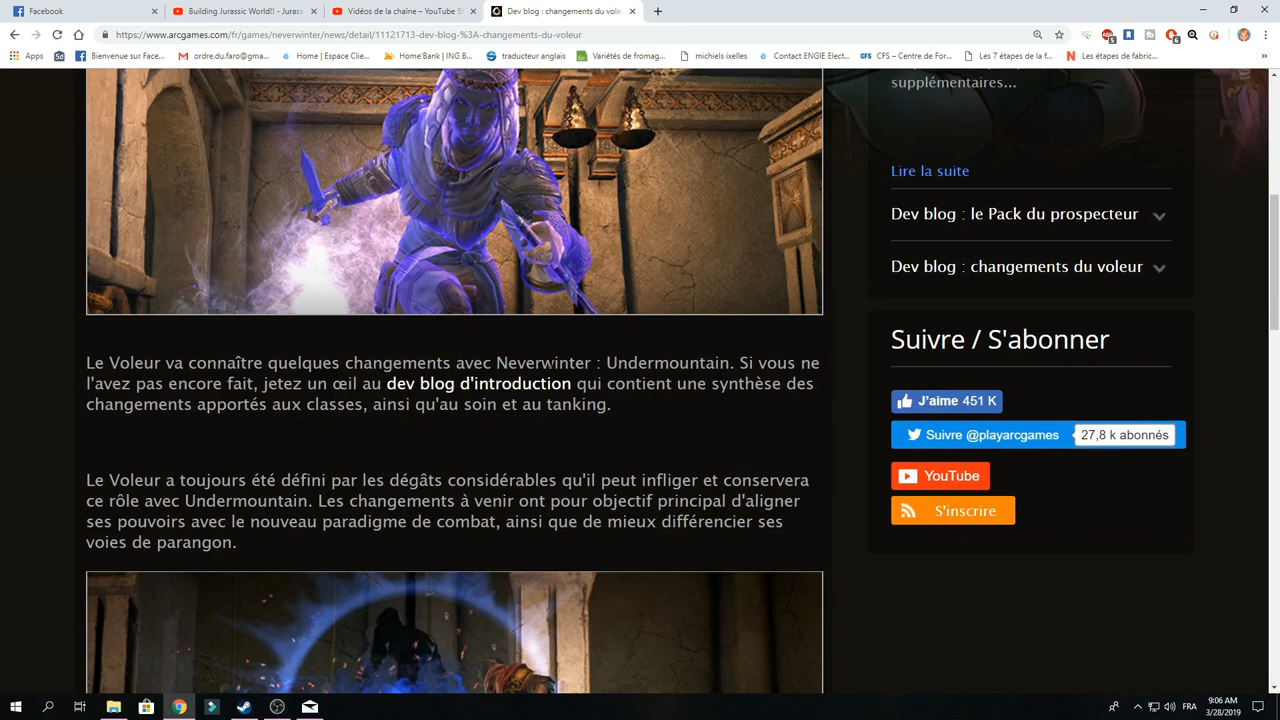 Facebook
Building Jurassic World!! - Jurass
Vidéos de la chaîne – YouTube St
Dev blog : changements du vole
https://www.arcgames.com/fr/games/neverwinter/news/detail/11121713-dev-blog-%3A-changements-du-voleur
Apps
Bienvenue sur Face
ordre.du.faro@gma...
Home | Espace Clie...
Home'Bank | ING B...
traducteur anglais
Variétés de fromag...
michiels ixelles
Contact ENGIE Elect...
CFS – Centre de For...
Les 7 étapes de la f...
Les étapes de fabric...
supplémentaires...
Lire la suite
Dev blog : le Pack du prospecteur
Dev blog : changements du voleur
Suivre / S'abonner
J'aime 451 K
Suivre @playarcgames
27,8 k abonnés
YouTube
S'inscrire
Le Voleur va connaître quelques changements avec Neverwinter : Undermountain. Si vous ne
l'avez pas encore fait, jetez un œil au dev blog d'introduction qui contient une synthèse des
changements apportés aux classes, ainsi qu'au soin et au tanking.
Le Voleur a toujours été défini par les dégâts considérables qu'il peut infliger et conservera
ce rôle avec Undermountain. Les changements à venir ont pour objectif principal d'aligner
ses pouvoirs avec le nouveau paradigme de combat, ainsi que de mieux différencier ses
voies de parangon.
FRA
9:06 AM
3/28/2019